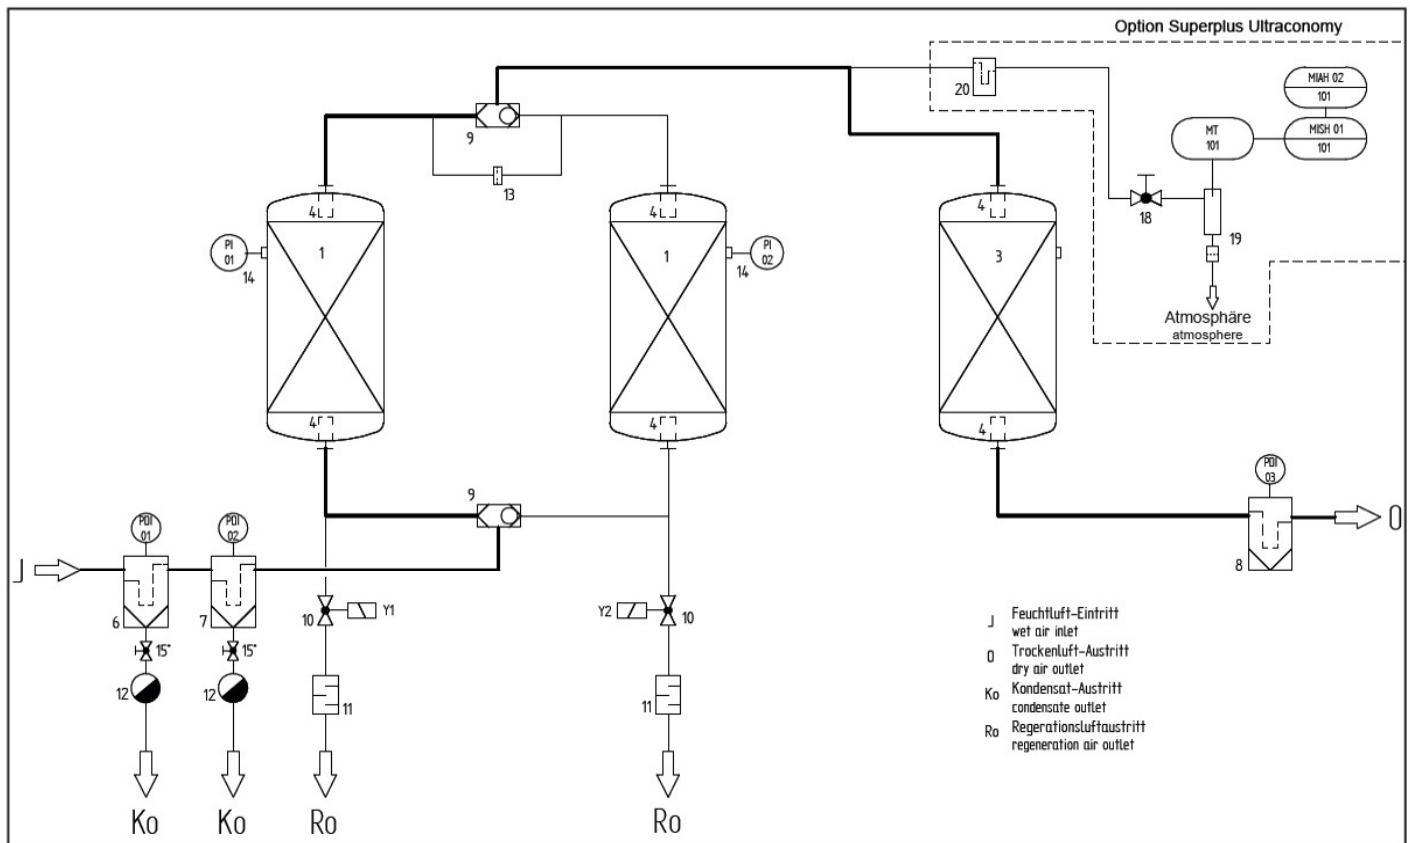 Option Superplus Ultraconomy
MIAH 02
101
20
9
MT
101
MISH 01
101
13
4
4
4
18
19
1
1
3
PI
01
14
14
PI
02
Atmosphäre
atmosphere
4
4
4
9
PDI
03
PDI
01
PDI
02
O
J
8
6
7
10
Y1
Y2
10
J Feuchtluft-Eintritt
wet air inlet
O Trockenluft-Austritt
dry air outlet
Ko Kondensat-Austritt
condensate outlet
Ro Regerationsluftaustritt
regeneration air outlet
15*
15*
12
12
11
11
Ko
Ko
Ro
Ro